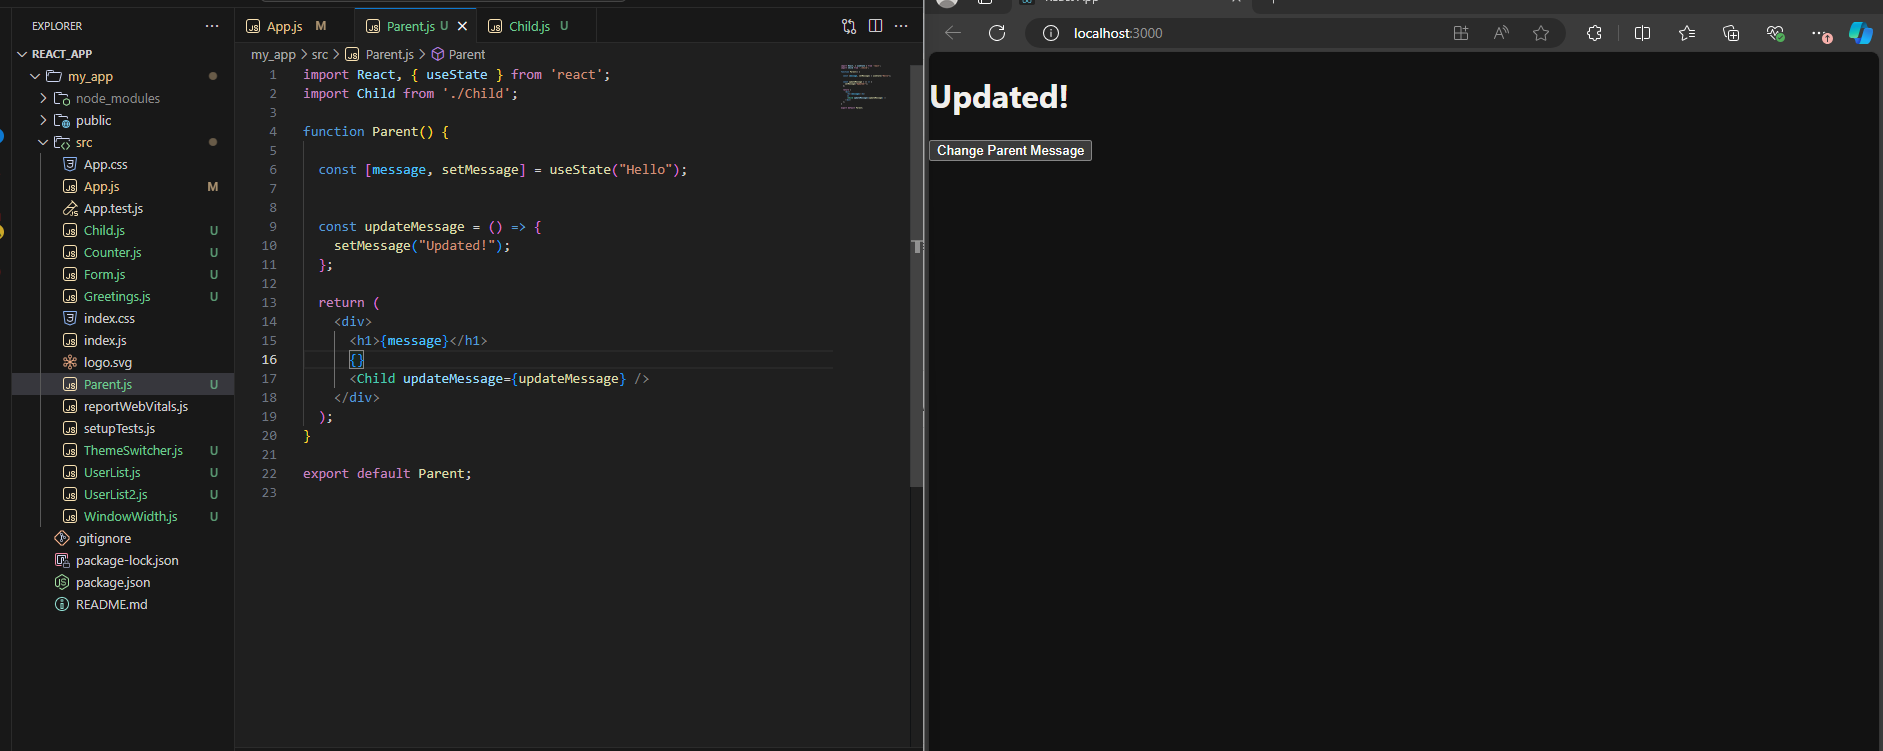 EXPLORER
REACT_APP
my_app
node_modules
public
src
App.css
App.js M
App.test.js
Child.js U
Counter.js U
Form.js U
Greetings.js U
index.css
index.js
logo.svg
Parent.js U
reportWebVitals.js
setupTests.js
ThemeSwitcher.js U
UserList.js U
UserList2.js U
WindowWidth.js U
.gitignore
package-lock.json
package.json
README.md
App.js M
Parent.js U
Child.js U
my_app > src > Parent.js > Parent
1 import React, { useState } from 'react';
2 import Child from './Child';
3
4 function Parent() {
5
6 const [message, setMessage] = useState("Hello");
7
8
9 const updateMessage = () => {
10 setMessage("Updated!");
11 };
12
13 return (
14 <div>
15 <h1>{message}</h1>
16 {}
17 <Child updateMessage={updateMessage} />
18 </div>
19 );
20 }
21
22 export default Parent;
23
localhost:3000
Updated!
Change Parent Message